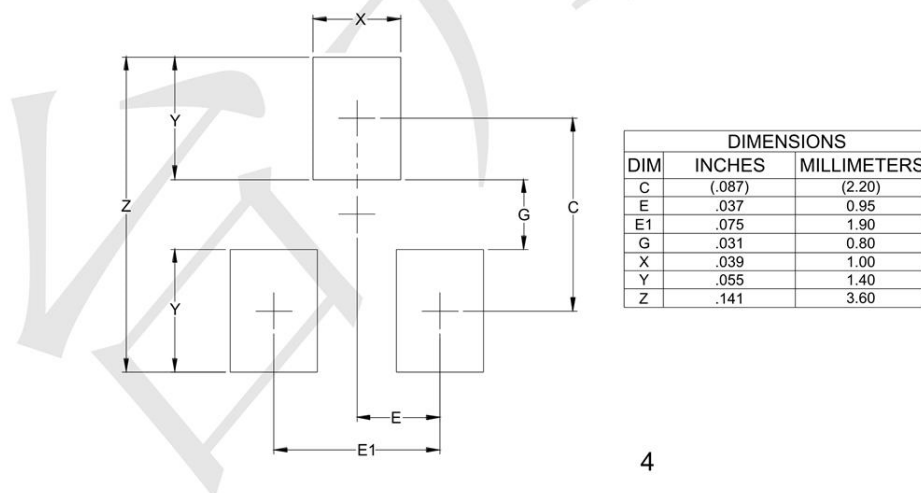 X
Y
Z
G
C
Y
E
E1
DIMENSIONS
DIM INCHES MILLIMETERS
C (.087) (2.20)
E .037 0.95
E1 .075 1.90
G .031 0.80
X .039 1.00
Y .055 1.40
Z .141 3.60
4